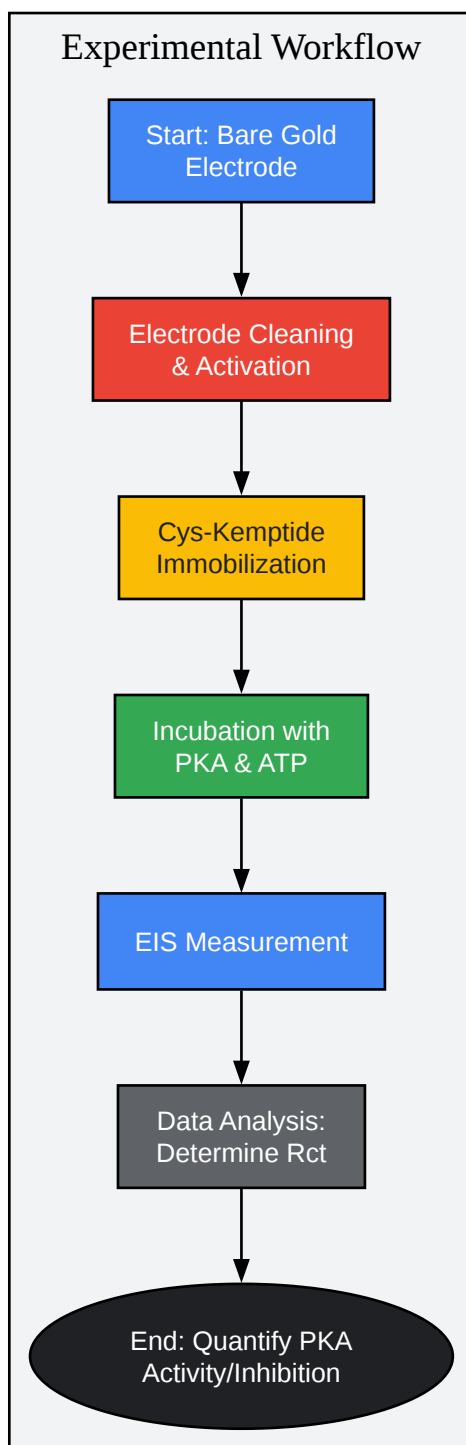 Experimental Workflow
Start: Bare Gold
Electrode
Electrode Cleaning
& Activation
Cys-Kemptide
Immobilization
Incubation with
PKA & ATP
EIS Measurement
Data Analysis:
Determine Rct
End: Quantify PKA
Activity/Inhibition